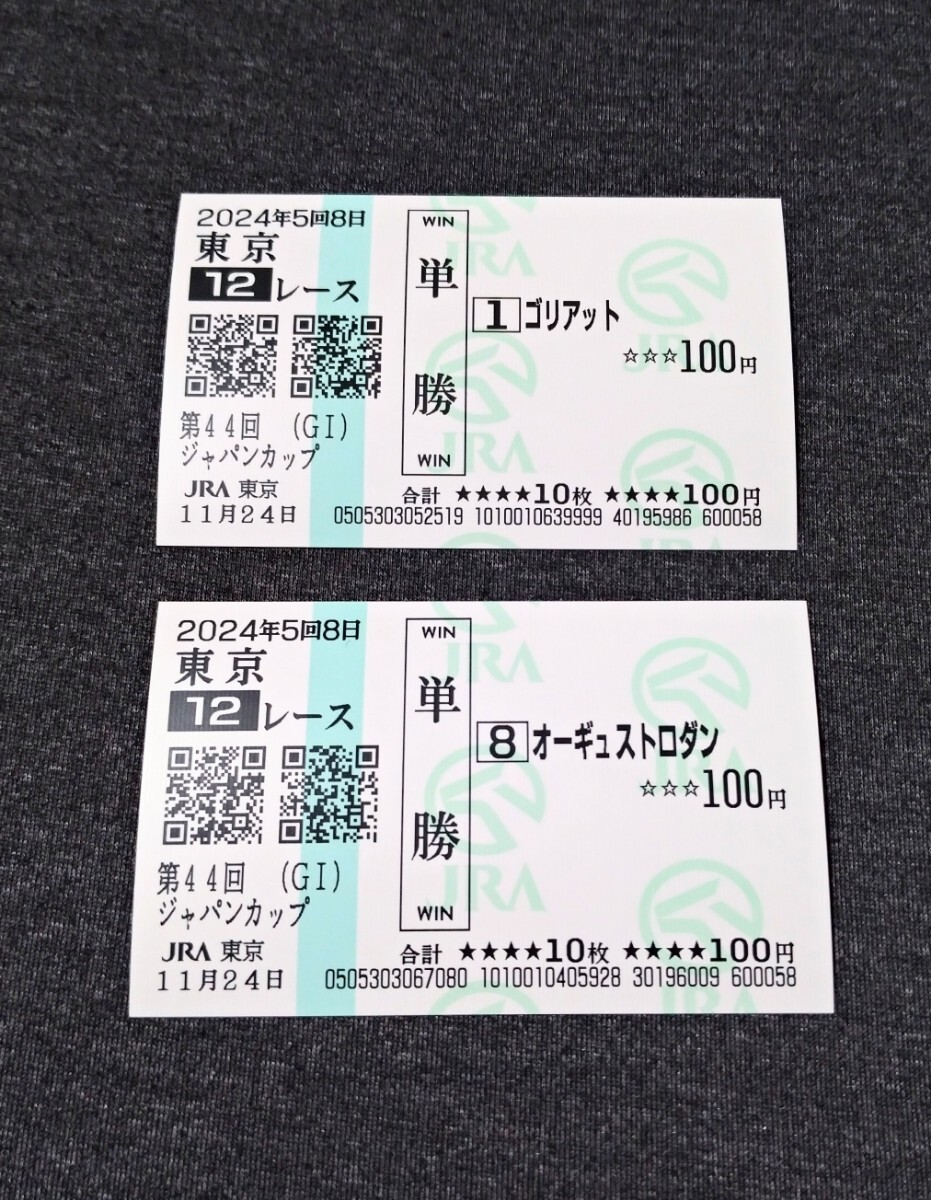 2024年5回8日
東京
12レース
第44回 (GI)
ジャパンカップ
JRA 東京
11月24日
WIN
単勝
WIN
1 ゴリアット
☆☆☆100円
合計 ★★★★10枚 ★★★★100円
0505303052519 1010010639999 40195986 600058
JRA
JRA
JRA
JRA
2024年5回8日
東京
12レース
第44回 (GI)
ジャパンカップ
JRA 東京
11月24日
WIN
単勝
WIN
8 オーギュストロダン
☆☆☆100円
合計 ★★★★10枚 ★★★★100円
0505303067080 1010010405928 30196009 600058
JRA
JRA
JRA
JRA